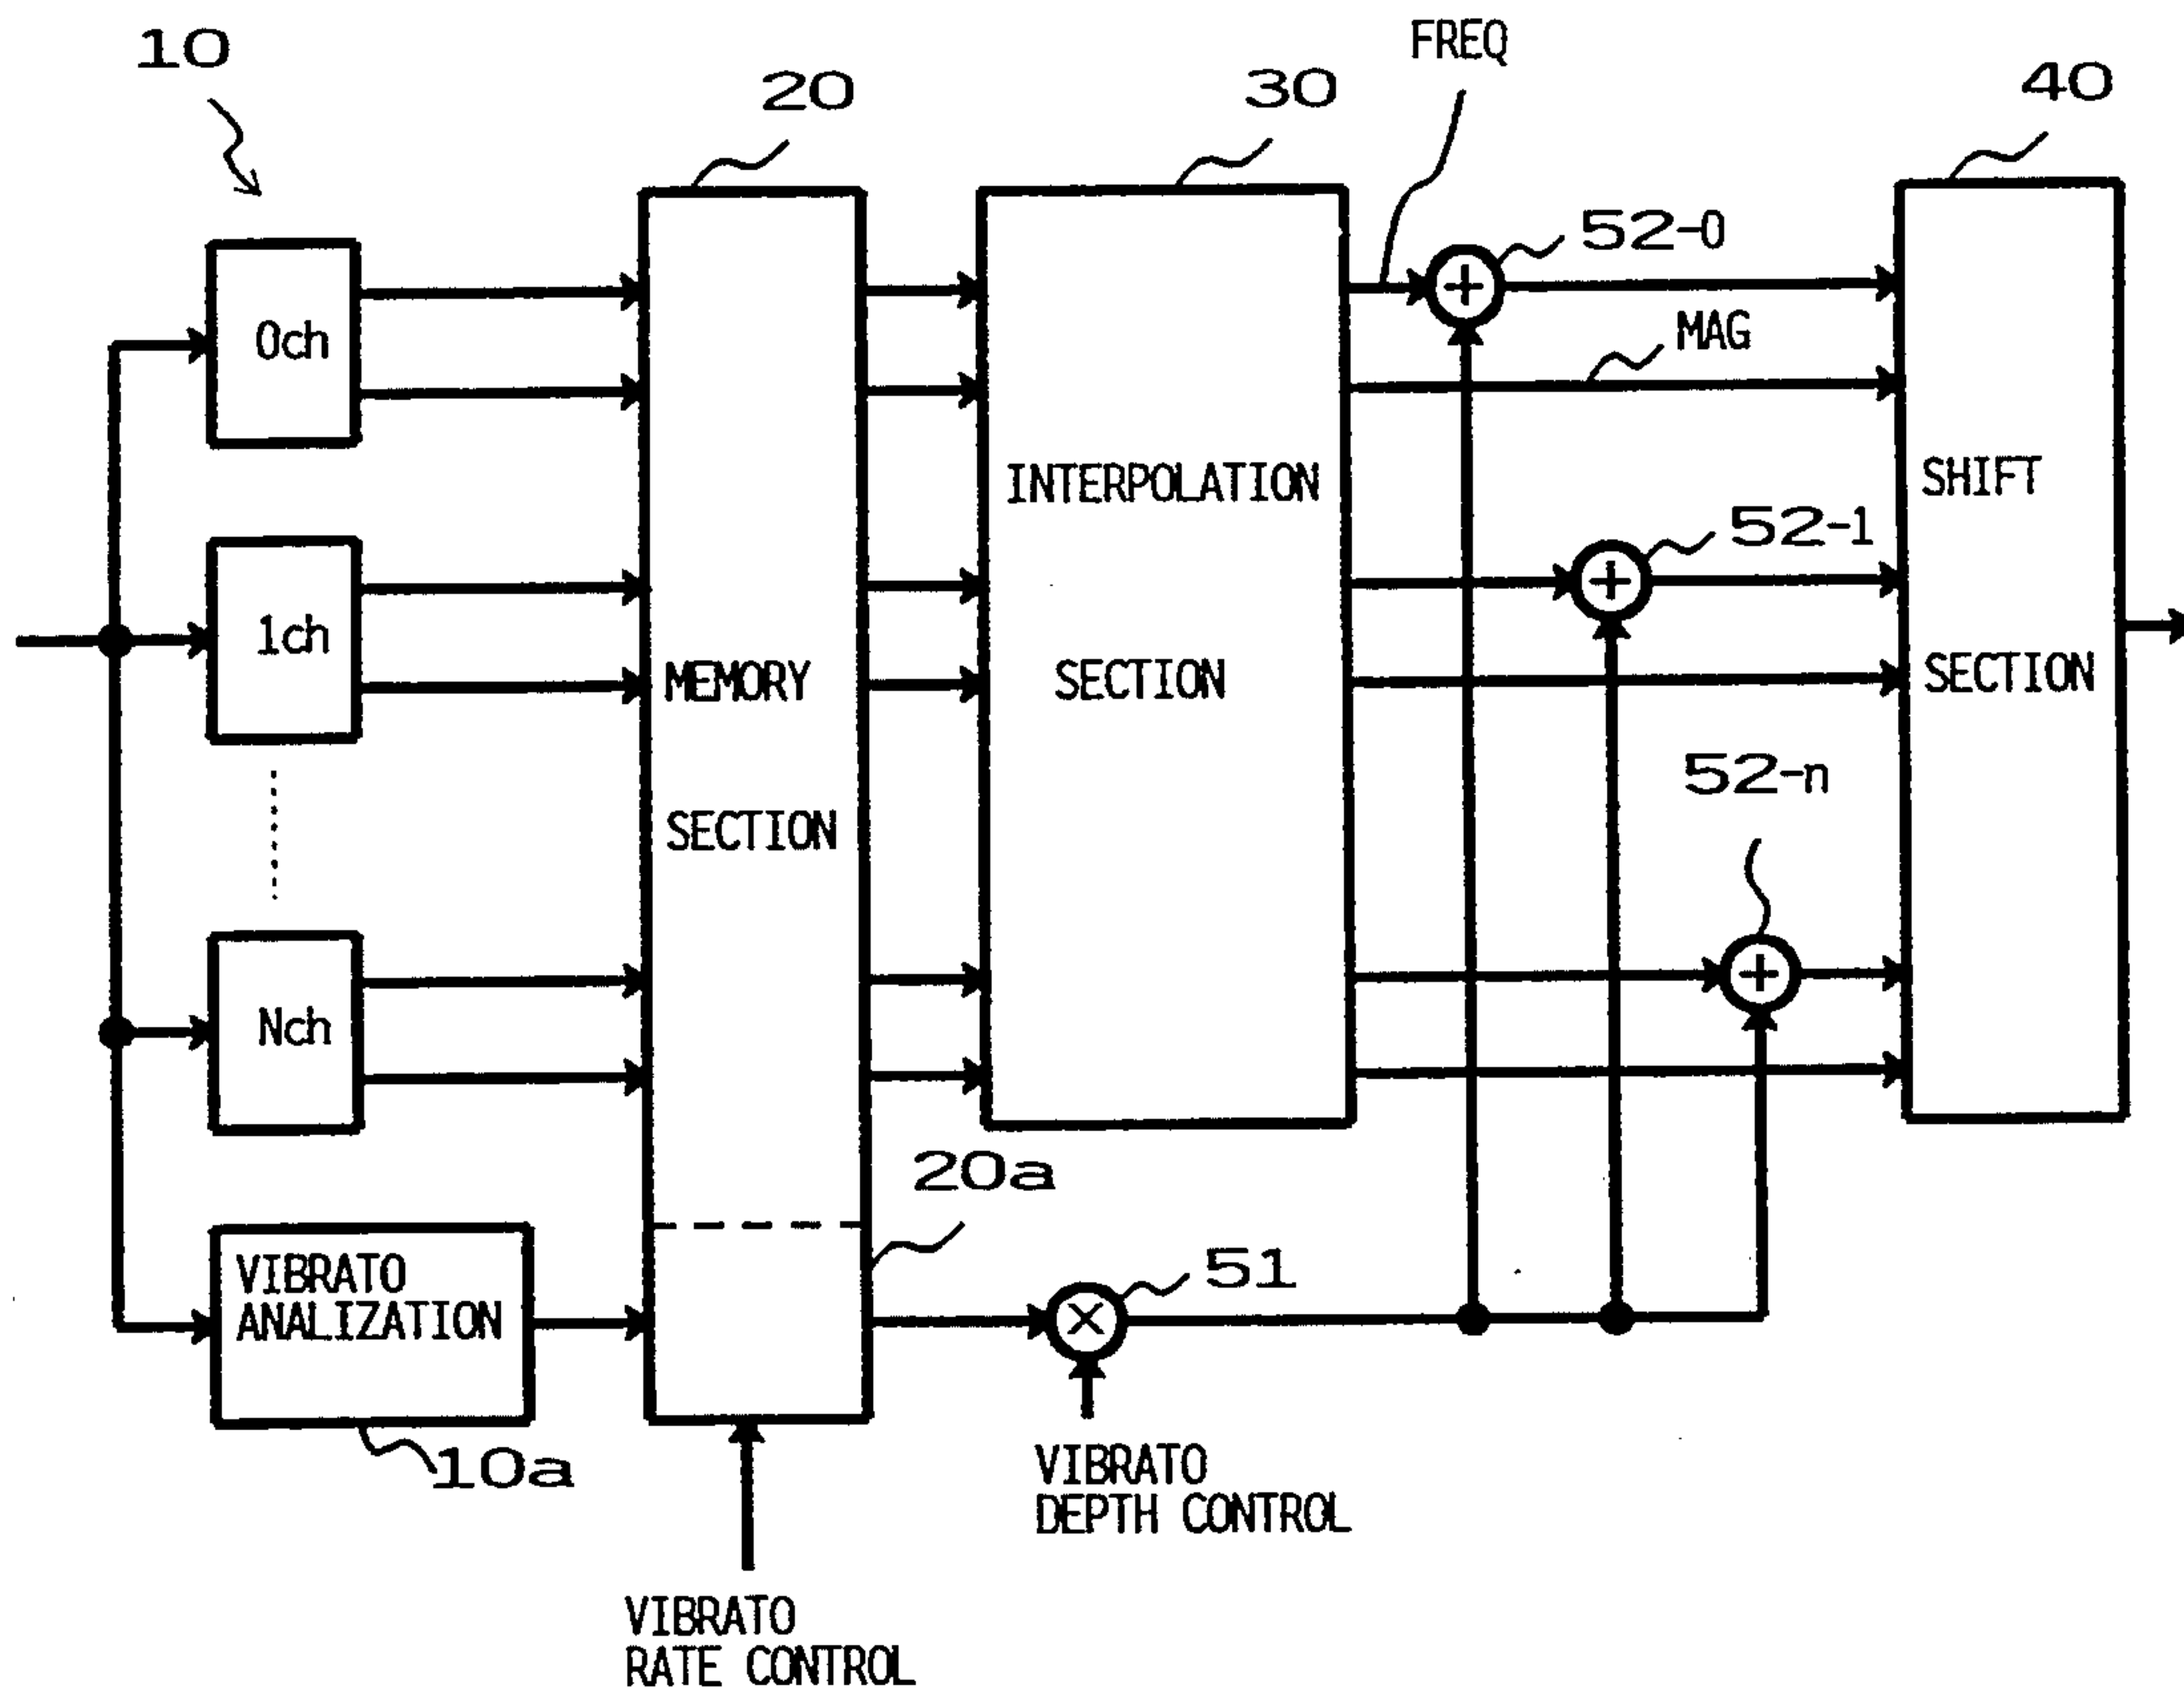 10
20
30
FREQ
40
52-0
0ch
MAG
INTERPOLATION
SHIFT
52-1
1ch
MEMORY
SECTION
SECTION
52-n
SECTION
Nch
20a
VIBRATO
ANALIZATION
51
10a
VIBRATO
DEPTH CONTROL
VIBRATO
RATE CONTROL